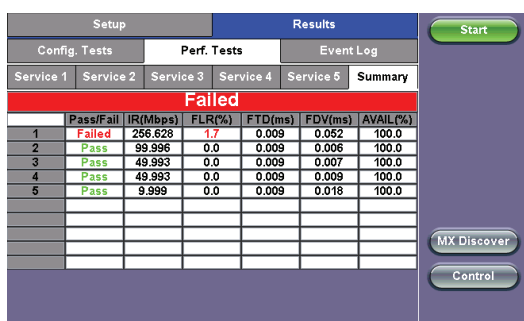 Setup Results Start
Config. Tests Perf. Tests Event Log
Service 1 Service 2 Service 3 Service 4 Service 5 Summary
Failed
Pass/Fail IR(Mbps) FLR(%) FTD(ms) FDV(ms) AVAIL(%)
1 Failed 256.628 1.7 0.009 0.052 100.0
2 Pass 99.996 0.0 0.009 0.006 100.0
3 Pass 49.993 0.0 0.009 0.007 100.0
4 Pass 49.993 0.0 0.009 0.009 100.0
5 Pass 9.999 0.0 0.009 0.018 100.0
MX Discover
Control